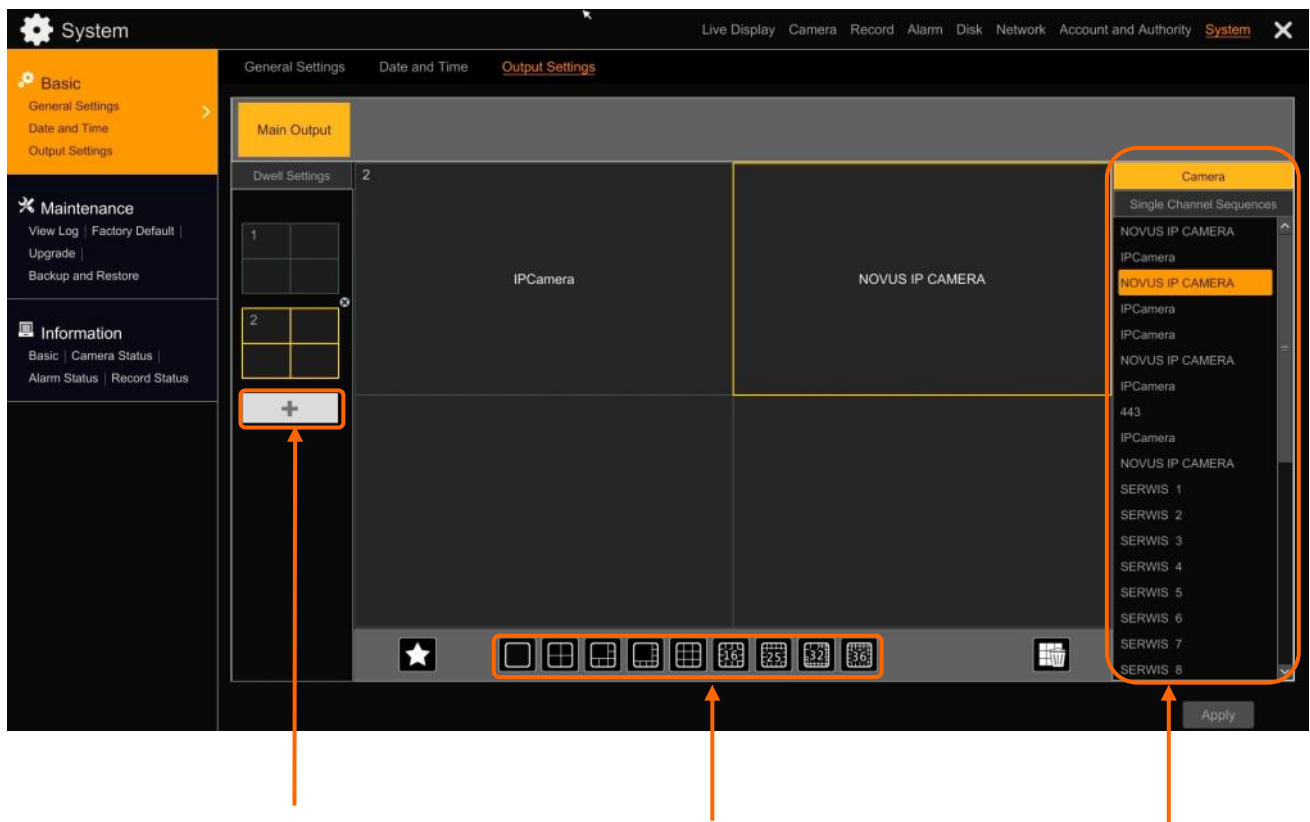 System
Live Display Camera Record Alarm Disk Network Account and Authority System
Basic
General Settings
Date and Time
Output Settings
Maintenance
View Log | Factory Default |
Upgrade |
Backup and Restore
Information
Basic | Camera Status |
Alarm Status | Record Status
General Settings Date and Time Output Settings
Main Output
Dwell Settings
1
2
2
IPCamera
NOVUS IP CAMERA
16
25
32
36
Camera
Single Channel Sequences
NOVUS IP CAMERA
IPCamera
NOVUS IP CAMERA
IPCamera
IPCamera
NOVUS IP CAMERA
IPCamera
443
IPCamera
NOVUS IP CAMERA
SERWIS 1
SERWIS 2
SERWIS 3
SERWIS 4
SERWIS 5
SERWIS 6
SERWIS 7
SERWIS 8
Apply